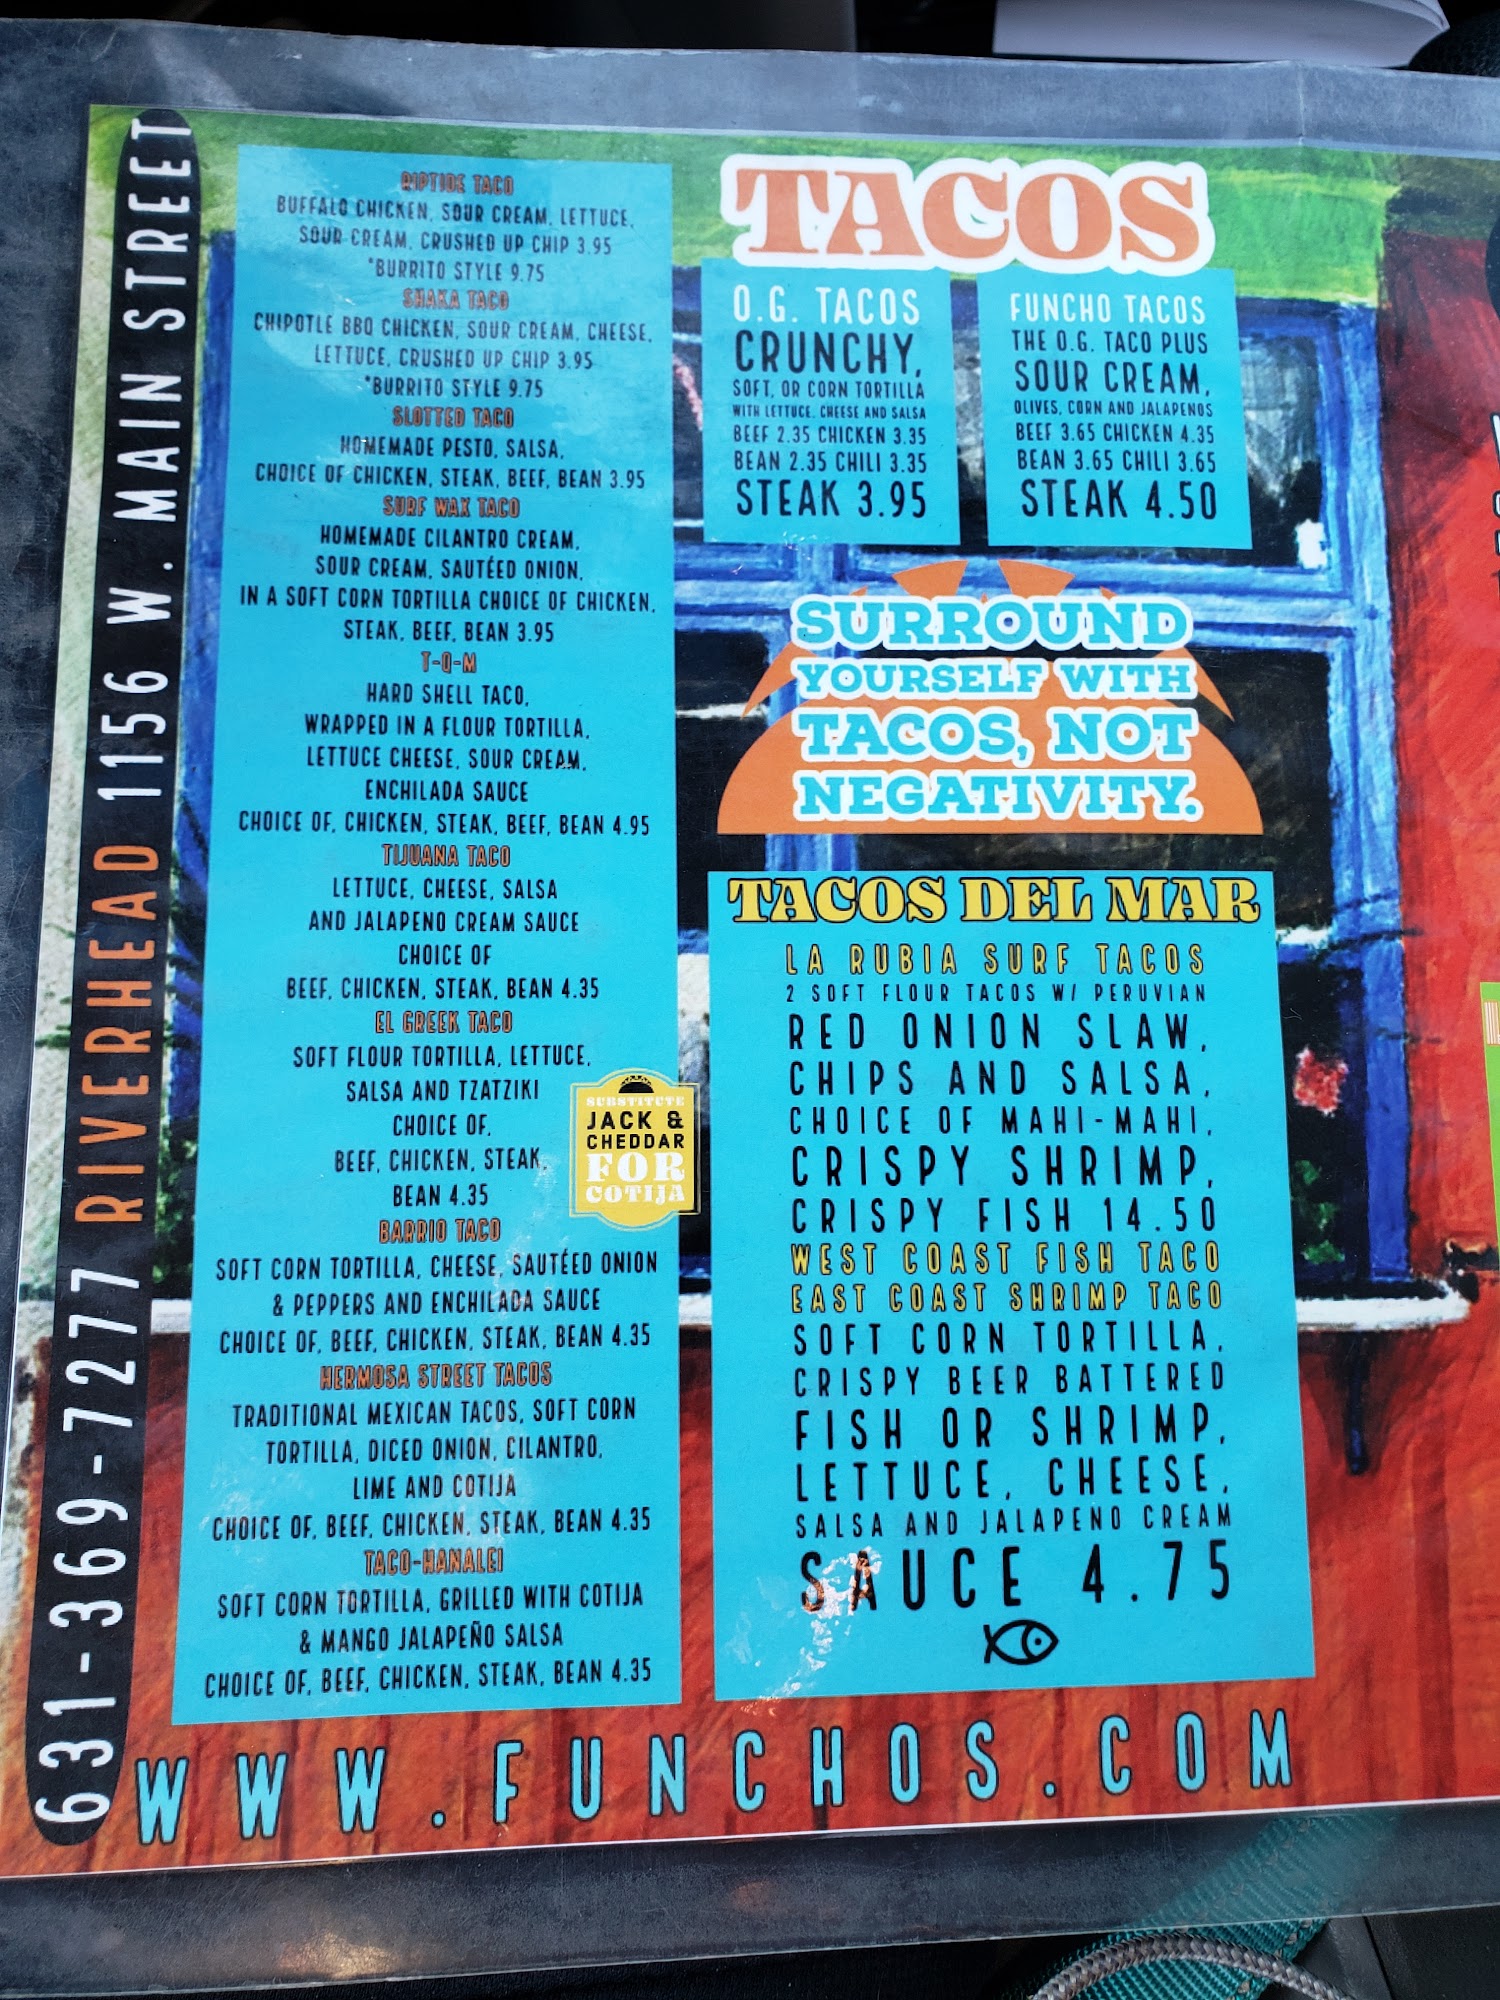 631-369-7277 RIVERHEAD 1156 W. MAIN STREET
RIPTIDE TACO
BUFFALO CHICKEN, SOUR CREAM, LETTUCE,
SOUR CREAM, CRUSHED UP CHIP 3.95
*BURRITO STYLE 9.75
SHAKA TACO
CHIPOTLE BBQ CHICKEN, SOUR CREAM, CHEESE,
LETTUCE, CRUSHED UP CHIP 3.95
*BURRITO STYLE 9.75
SLOTTED TACO
HOMEMADE PESTO, SALSA,
CHOICE OF CHICKEN, STEAK, BEEF, BEAN 3.95
SURF WAX TACO
HOMEMADE CILANTRO CREAM,
SOUR CREAM, SAUTÉED ONION,
IN A SOFT CORN TORTILLA CHOICE OF CHICKEN,
STEAK, BEEF, BEAN 3.95
T-Q-M
HARD SHELL TACO,
WRAPPED IN A FLOUR TORTILLA,
LETTUCE CHEESE, SOUR CREAM,
ENCHILADA SAUCE
CHOICE OF, CHICKEN, STEAK, BEEF, BEAN 4.95
TIJUANA TACO
LETTUCE, CHEESE, SALSA
AND JALAPENO CREAM SAUCE
CHOICE OF
BEEF, CHICKEN, STEAK, BEAN 4.35
EL GREEK TACO
SOFT FLOUR TORTILLA, LETTUCE,
SALSA AND TZATZIKI
CHOICE OF,
BEEF, CHICKEN, STEAK,
BEAN 4.35
BARRIO TACO
SOFT CORN TORTILLA, CHEESE, SAUTÉED ONION
& PEPPERS AND ENCHILADA SAUCE
CHOICE OF, BEEF, CHICKEN, STEAK, BEAN 4.35
HERMOSA STREET TACOS
TRADITIONAL MEXICAN TACOS, SOFT CORN
TORTILLA, DICED ONION, CILANTRO,
LIME AND COTIJA
CHOICE OF, BEEF, CHICKEN, STEAK, BEAN 4.35
TACO-HANALEI
SOFT CORN TORTILLA, GRILLED WITH COTIJA
& MANGO JALAPEÑO SALSA
CHOICE OF, BEEF, CHICKEN, STEAK, BEAN 4.35
SUBSTITUTE
JACK &
CHEDDAR
FOR
COTIJA
TACOS
O.G. TACOS
CRUNCHY,
SOFT, OR CORN TORTILLA
WITH LETTUCE, CHEESE AND SALSA
BEEF 2.35 CHICKEN 3.35
BEAN 2.35 CHILI 3.35
STEAK 3.95
FUNCHO TACOS
THE O.G. TACO PLUS
SOUR CREAM,
OLIVES, CORN AND JALAPENOS
BEEF 3.65 CHICKEN 4.35
BEAN 3.65 CHILI 3.65
STEAK 4.50
SURROUND
YOURSELF WITH
TACOS, NOT
NEGATIVITY.
TACOS DEL MAR
LA RUBIA SURF TACOS
2 SOFT FLOUR TACOS W/ PERUVIAN
RED ONION SLAW,
CHIPS AND SALSA,
CHOICE OF MAHI-MAHI,
CRISPY SHRIMP,
CRISPY FISH 14.50
WEST COAST FISH TACO
EAST COAST SHRIMP TACO
SOFT CORN TORTILLA,
CRISPY BEER BATTERED
FISH OR SHRIMP,
LETTUCE, CHEESE,
SALSA AND JALAPENO CREAM
SAUCE 4.75
WWW.FUNCHOS.COM